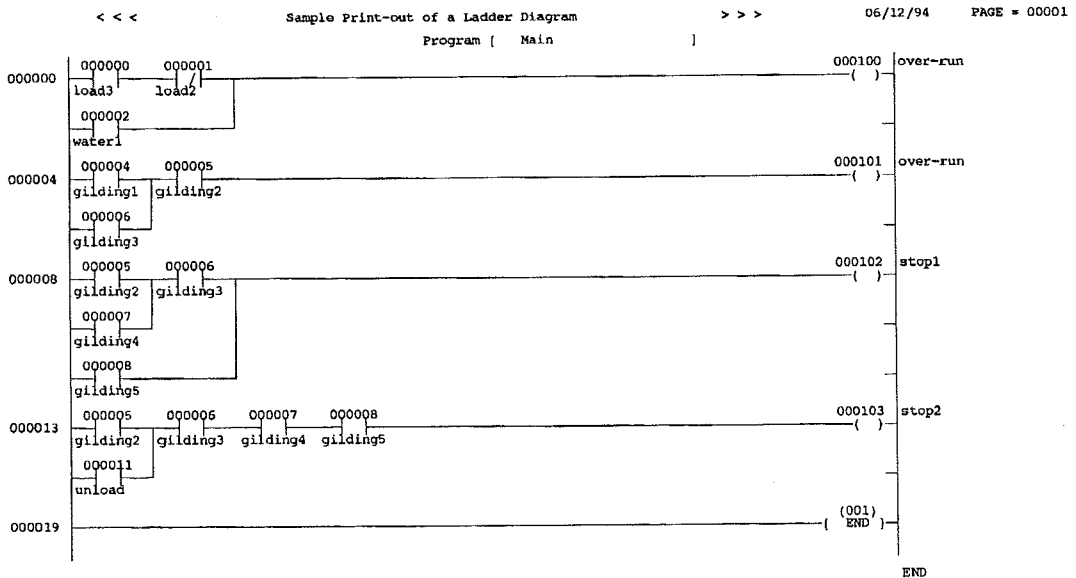 < < < Sample Print-out of a Ladder Diagram > > > 06/12/94 PAGE = 00001
Program [ Main ]
000000 000001 000100 over-run
000000 ( )
load3 load2
000002
water1
000004 000005 000101 over-run
000004 ( )
gilding1 gilding2
000006
gilding3
000005 000006 000102 stop1
000008 ( )
gilding2 gilding3
000007
gilding4
000008
gilding5
000005 000006 000007 000008 000103 stop2
000013 ( )
gilding2 gilding3 gilding4 gilding5
000011
unload
(001)
000019 [ END ]
END